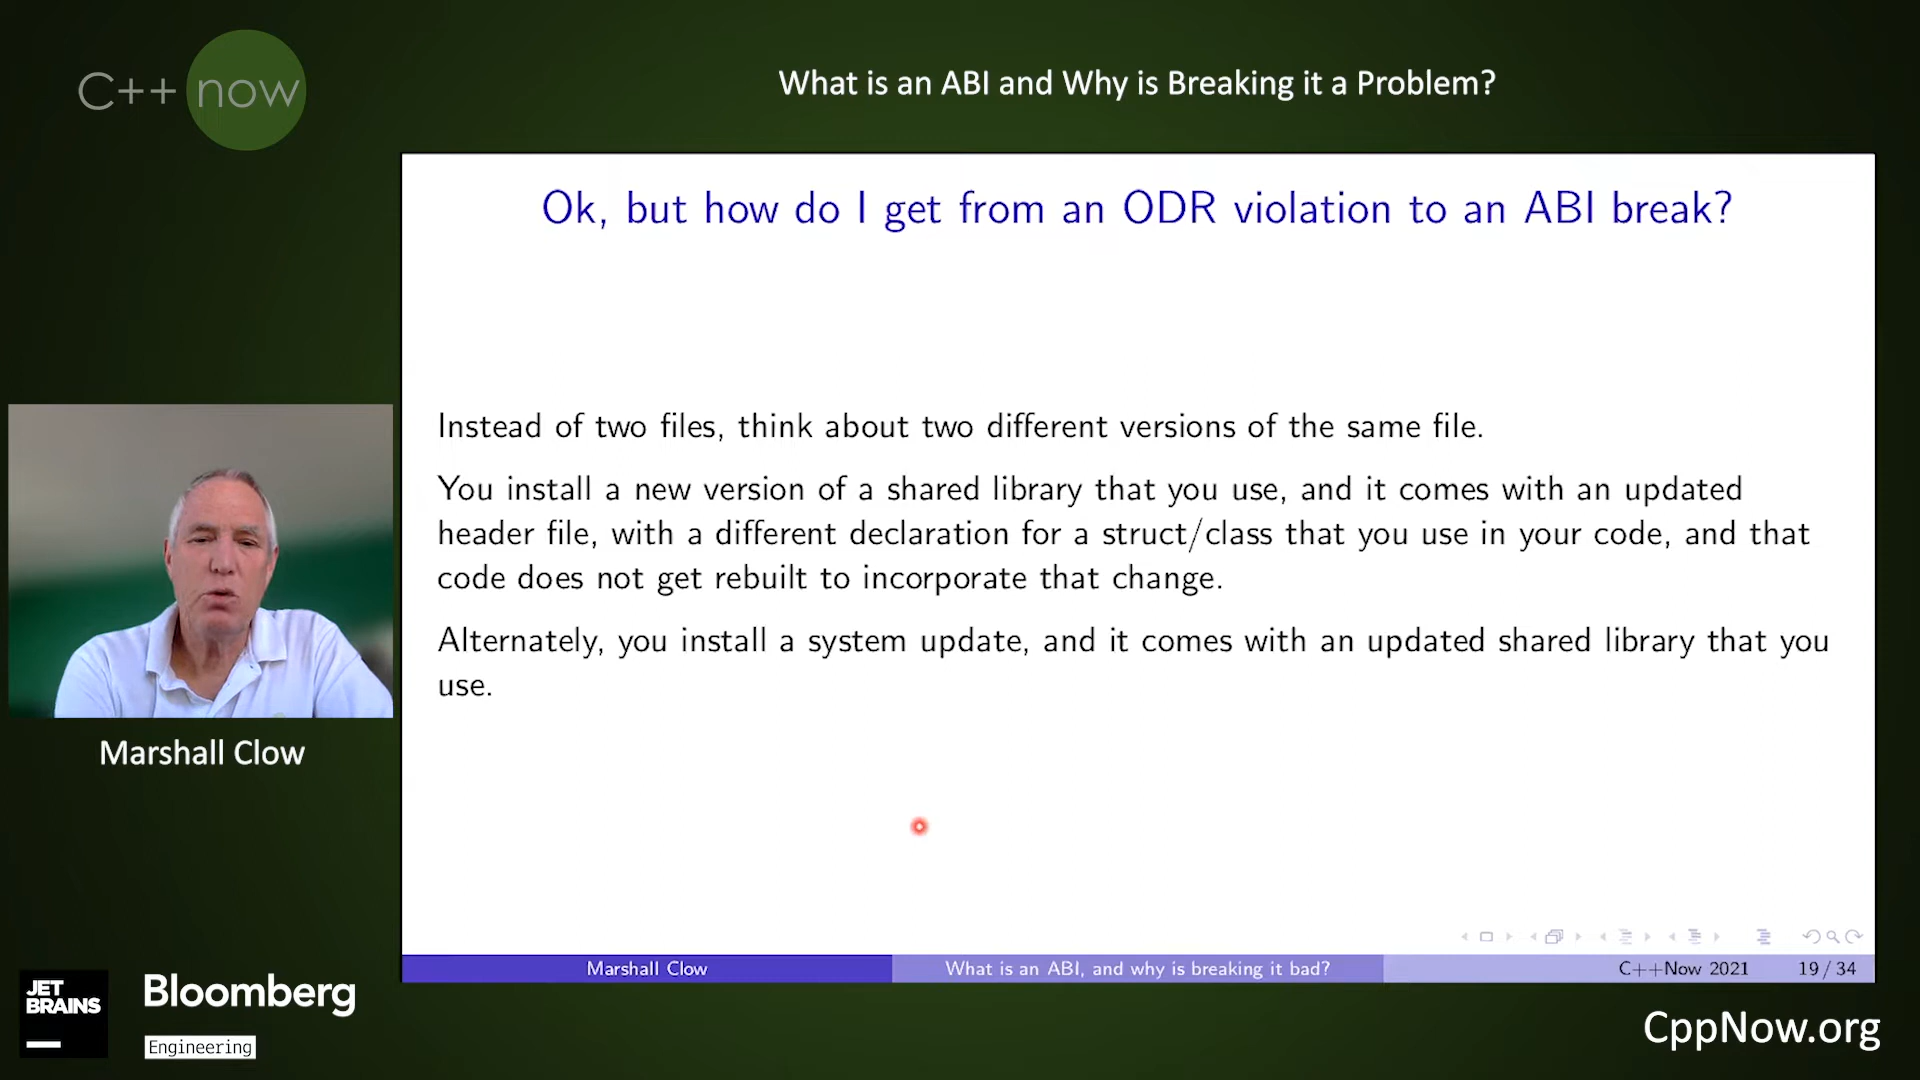 C++ now
What is an ABI and Why is Breaking it a Problem?
Ok, but how do I get from an ODR violation to an ABI break?
Instead of two files, think about two different versions of the same file.
You install a new version of a shared library that you use, and it comes with an updated
header file, with a different declaration for a struct/class that you use in your code, and that
code does not get rebuilt to incorporate that change.
Alternately, you install a system update, and it comes with an updated shared library that you
use.
Marshall Clow
Marshall Clow
What is an ABI, and why is breaking it bad?
C++Now 2021
19 / 34
JET
BRAINS
Bloomberg
Engineering
CppNow.org